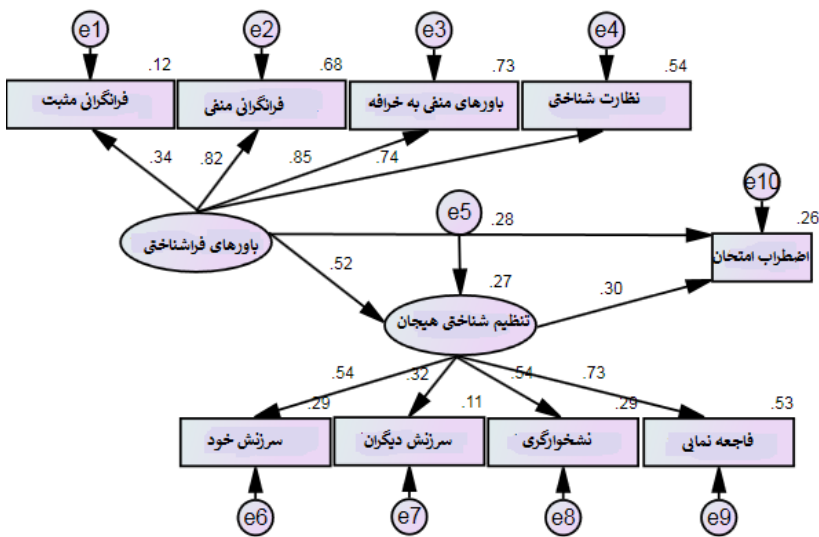 e1
e2
e3
e4
.12
.68
.73
.54
فرانگرانی مثبت
فرانگرانی منفی
باورهای منفی به خرافه
نظارت شناختی
.34
.82
.85
.74
e10
e5
.28
.26
باورهای فراشناختی
اضطراب امتحان
.52
.27
.30
تنظیم شناختی هیجان
.54
.32
.54
.73
.29
.11
.29
.53
سرزنش خود
سرزنش دیگران
نشخوارگری
فاجعه نمایی
e6
e7
e8
e9